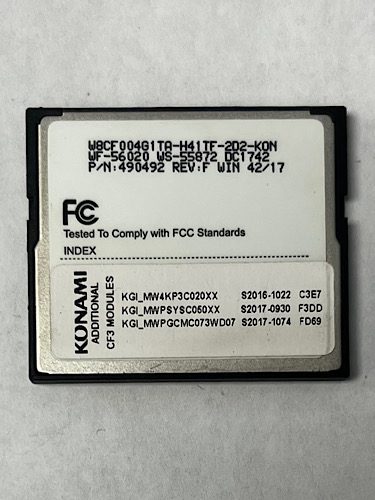 W8CF004G1TA-H41TF-2D2-KON
WF-56020 WS-55872 DC1742
P/N:490492 REV:F WIN 42/17
FC
Tested To Comply with FCC Standards
INDEX
KONAMI
ADDITIONAL
CF3 MODULES
KGI_MW4KP3C020XX S2016-1022 C3E7
KGI_MWPSYSC050XX S2017-0930 F3DD
KGI_MWPGCMC073WD07 S2017-1074 FD69